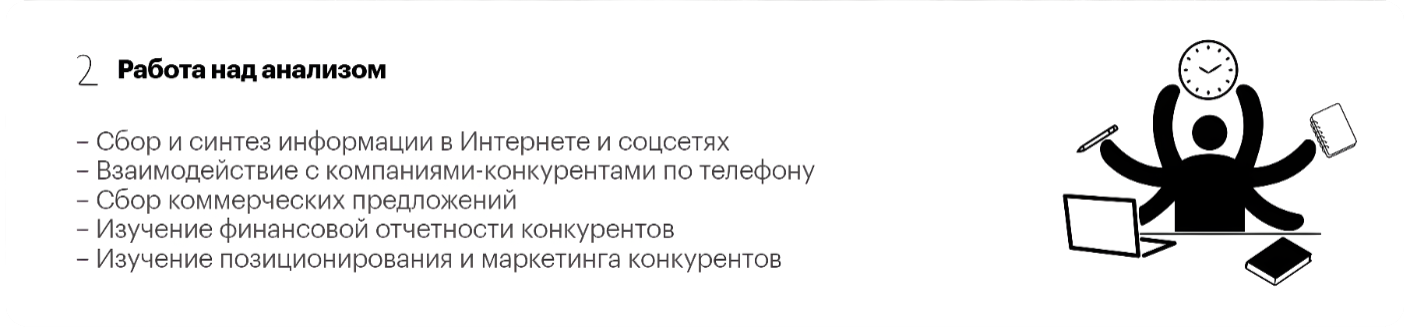 2 Работа над анализом
– Сбор и синтез информации в Интернете и соцсетях
– Взаимодействие с компаниями-конкурентами по телефону
– Сбор коммерческих предложений
– Изучение финансовой отчетности конкурентов
– Изучение позиционирования и маркетинга конкурентов